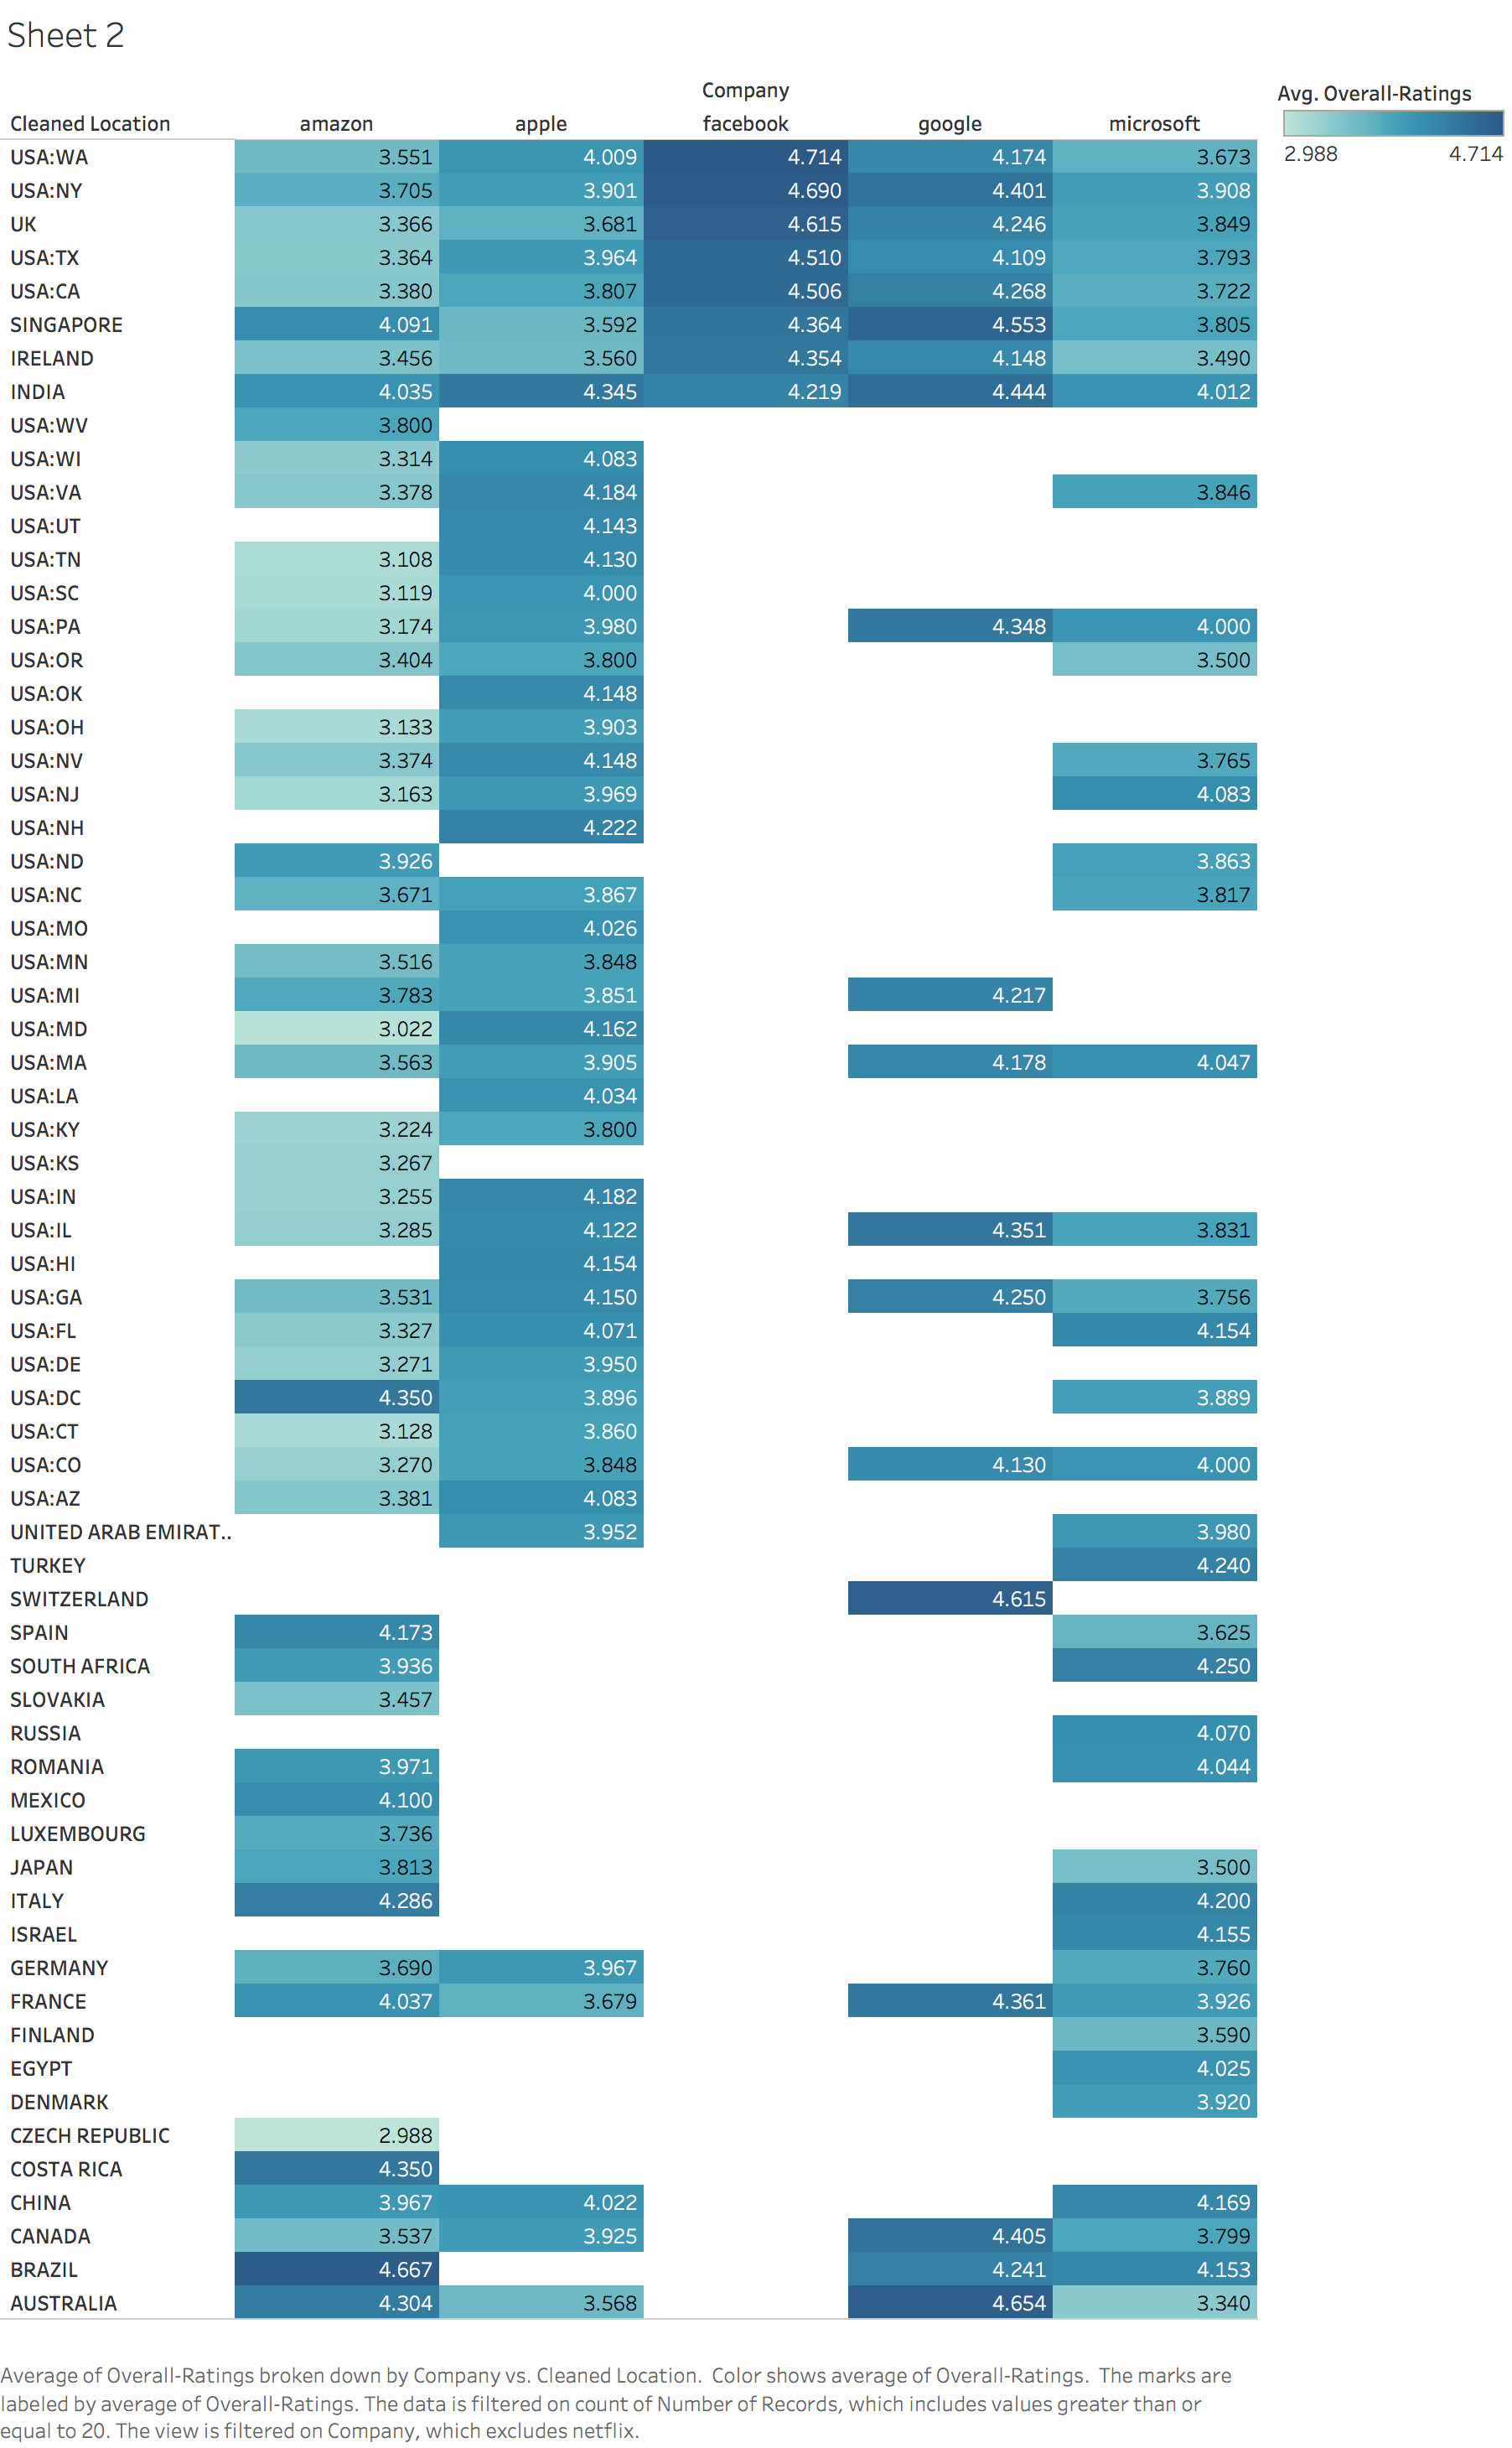 Sheet 2
Company
Avg. Overall-Ratings
Cleaned Location amazon apple facebook google microsoft
2.988 4.714
USA:WA 3.551 4.009 4.714 4.174 3.673
USA:NY 3.705 3.901 4.690 4.401 3.908
UK 3.366 3.681 4.615 4.246 3.849
USA:TX 3.364 3.964 4.510 4.109 3.793
USA:CA 3.380 3.807 4.506 4.268 3.722
SINGAPORE 4.091 3.592 4.364 4.553 3.805
IRELAND 3.456 3.560 4.354 4.148 3.490
INDIA 4.035 4.345 4.219 4.444 4.012
USA:WV 3.800
USA:WI 3.314 4.083
USA:VA 3.378 4.184 3.846
USA:UT 4.143
USA:TN 3.108 4.130
USA:SC 3.119 4.000
USA:PA 3.174 3.980 4.348 4.000
USA:OR 3.404 3.800 3.500
USA:OK 4.148
USA:OH 3.133 3.903
USA:NV 3.374 4.148 3.765
USA:NJ 3.163 3.969 4.083
USA:NH 4.222
USA:ND 3.926 3.863
USA:NC 3.671 3.867 3.817
USA:MO 4.026
USA:MN 3.516 3.848
USA:MI 3.783 3.851 4.217
USA:MD 3.022 4.162
USA:MA 3.563 3.905 4.178 4.047
USA:LA 4.034
USA:KY 3.224 3.800
USA:KS 3.267
USA:IN 3.255 4.182
USA:IL 3.285 4.122 4.351 3.831
USA:HI 4.154
USA:GA 3.531 4.150 4.250 3.756
USA:FL 3.327 4.071 4.154
USA:DE 3.271 3.950
USA:DC 4.350 3.896 3.889
USA:CT 3.128 3.860
USA:CO 3.270 3.848 4.130 4.000
USA:AZ 3.381 4.083
UNITED ARAB EMIRAT.. 3.952 3.980
TURKEY 4.240
SWITZERLAND 4.615
SPAIN 4.173 3.625
SOUTH AFRICA 3.936 4.250
SLOVAKIA 3.457
RUSSIA 4.070
ROMANIA 3.971 4.044
MEXICO 4.100
LUXEMBOURG 3.736
JAPAN 3.813 3.500
ITALY 4.286 4.200
ISRAEL 4.155
GERMANY 3.690 3.967 3.760
FRANCE 4.037 3.679 4.361 3.926
FINLAND 3.590
EGYPT 4.025
DENMARK 3.920
CZECH REPUBLIC 2.988
COSTA RICA 4.350
CHINA 3.967 4.022 4.169
CANADA 3.537 3.925 4.405 3.799
BRAZIL 4.667 4.241 4.153
AUSTRALIA 4.304 3.568 4.654 3.340
Average of Overall-Ratings broken down by Company vs. Cleaned Location.  Color shows average of Overall-Ratings.  The marks are
labeled by average of Overall-Ratings. The data is filtered on count of Number of Records, which includes values greater than or
equal to 20. The view is filtered on Company, which excludes netflix.